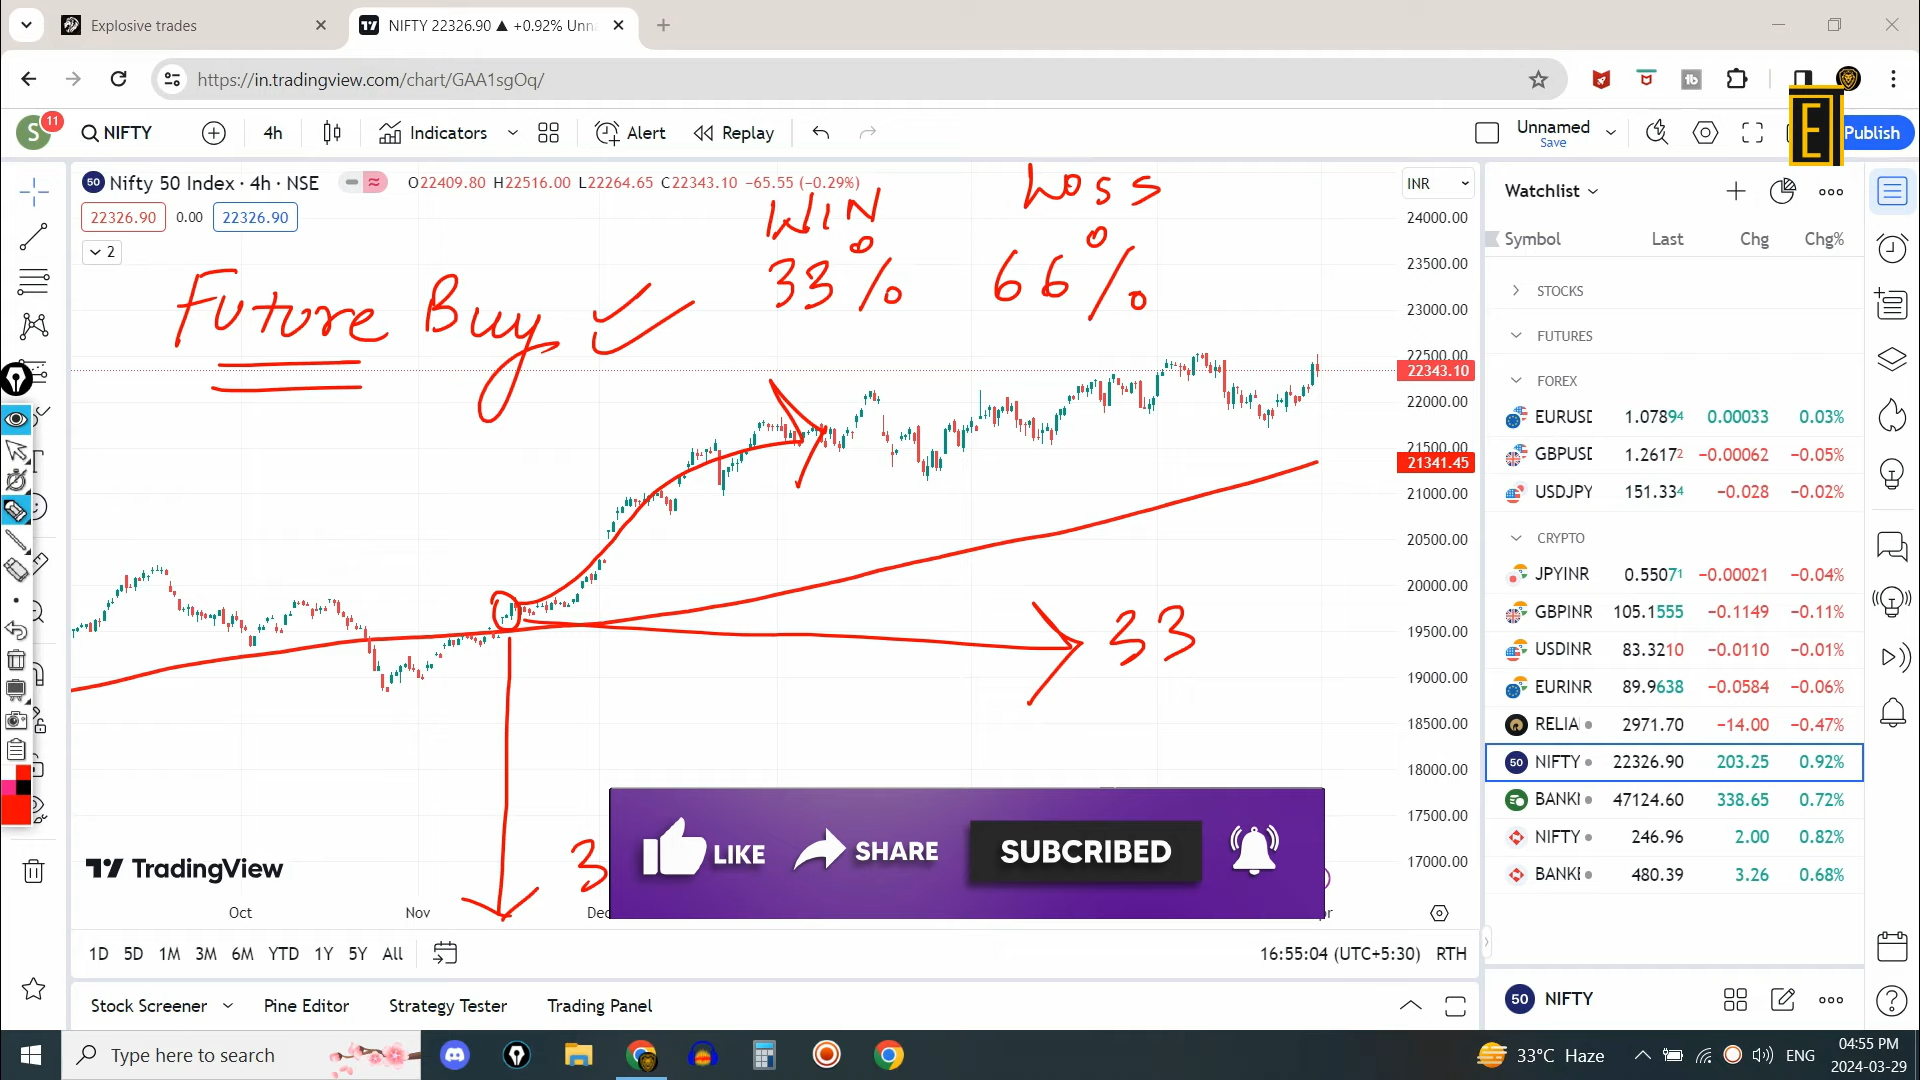 Explosive trades
NIFTY 22326.90 ▲ +0.92% Unna
https://in.tradingview.com/chart/GAA1sgOq/
S 11 NIFTY 4h Indicators Alert Replay Unnamed Save Publish
E
50 Nifty 50 Index · 4h · NSE O22409.80 H22516.00 L22264.65 C22343.10 −65.55 (−0.29%)
22326.90 0.00 22326.90
2
WIN Loss
33% 66%
Future Buy
33
3
INR
24000.00
23500.00
23000.00
22500.00
22343.10
22000.00
21500.00
21341.45
21000.00
20500.00
20000.00
19500.00
19000.00
18500.00
18000.00
17500.00
17000.00
LIKE SHARE SUBCRIBED
TradingView
Oct Nov Dec
1D 5D 1M 3M 6M YTD 1Y 5Y All 16:55:04 (UTC+5:30) RTH
Stock Screener Pine Editor Strategy Tester Trading Panel
Watchlist
Symbol Last Chg Chg%
STOCKS
FUTURES
FOREX
EURUSD 1.07894 0.00033 0.03%
GBPUSD 1.26172 −0.00062 −0.05%
USDJPY 151.334 −0.028 −0.02%
CRYPTO
JPYINR 0.55071 −0.00021 −0.04%
GBPINR 105.1555 −0.1149 −0.11%
USDINR 83.3210 −0.0110 −0.01%
EURINR 89.9638 −0.0584 −0.06%
RELIA 2971.70 −14.00 −0.47%
50 NIFTY 22326.90 203.25 0.92%
BANKN 47124.60 338.65 0.72%
NIFTY 246.96 2.00 0.82%
BANKE 480.39 3.26 0.68%
50 NIFTY
Type here to search
33°C Haze ENG 04:55 PM
2024-03-29